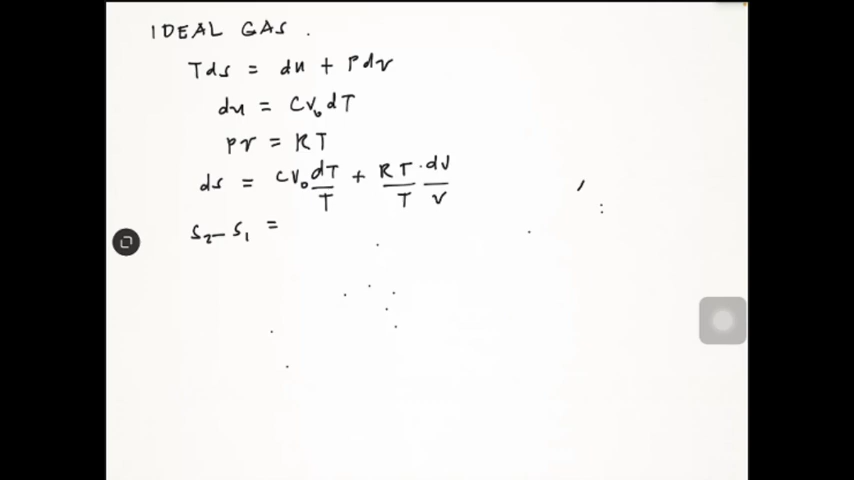 IDEAL GAS.
Tds = du + Pdv
du = Cv₀ dT
Pv = RT
ds = Cv₀ dT/T + RT/T · dv/v
s₂ - s₁ =